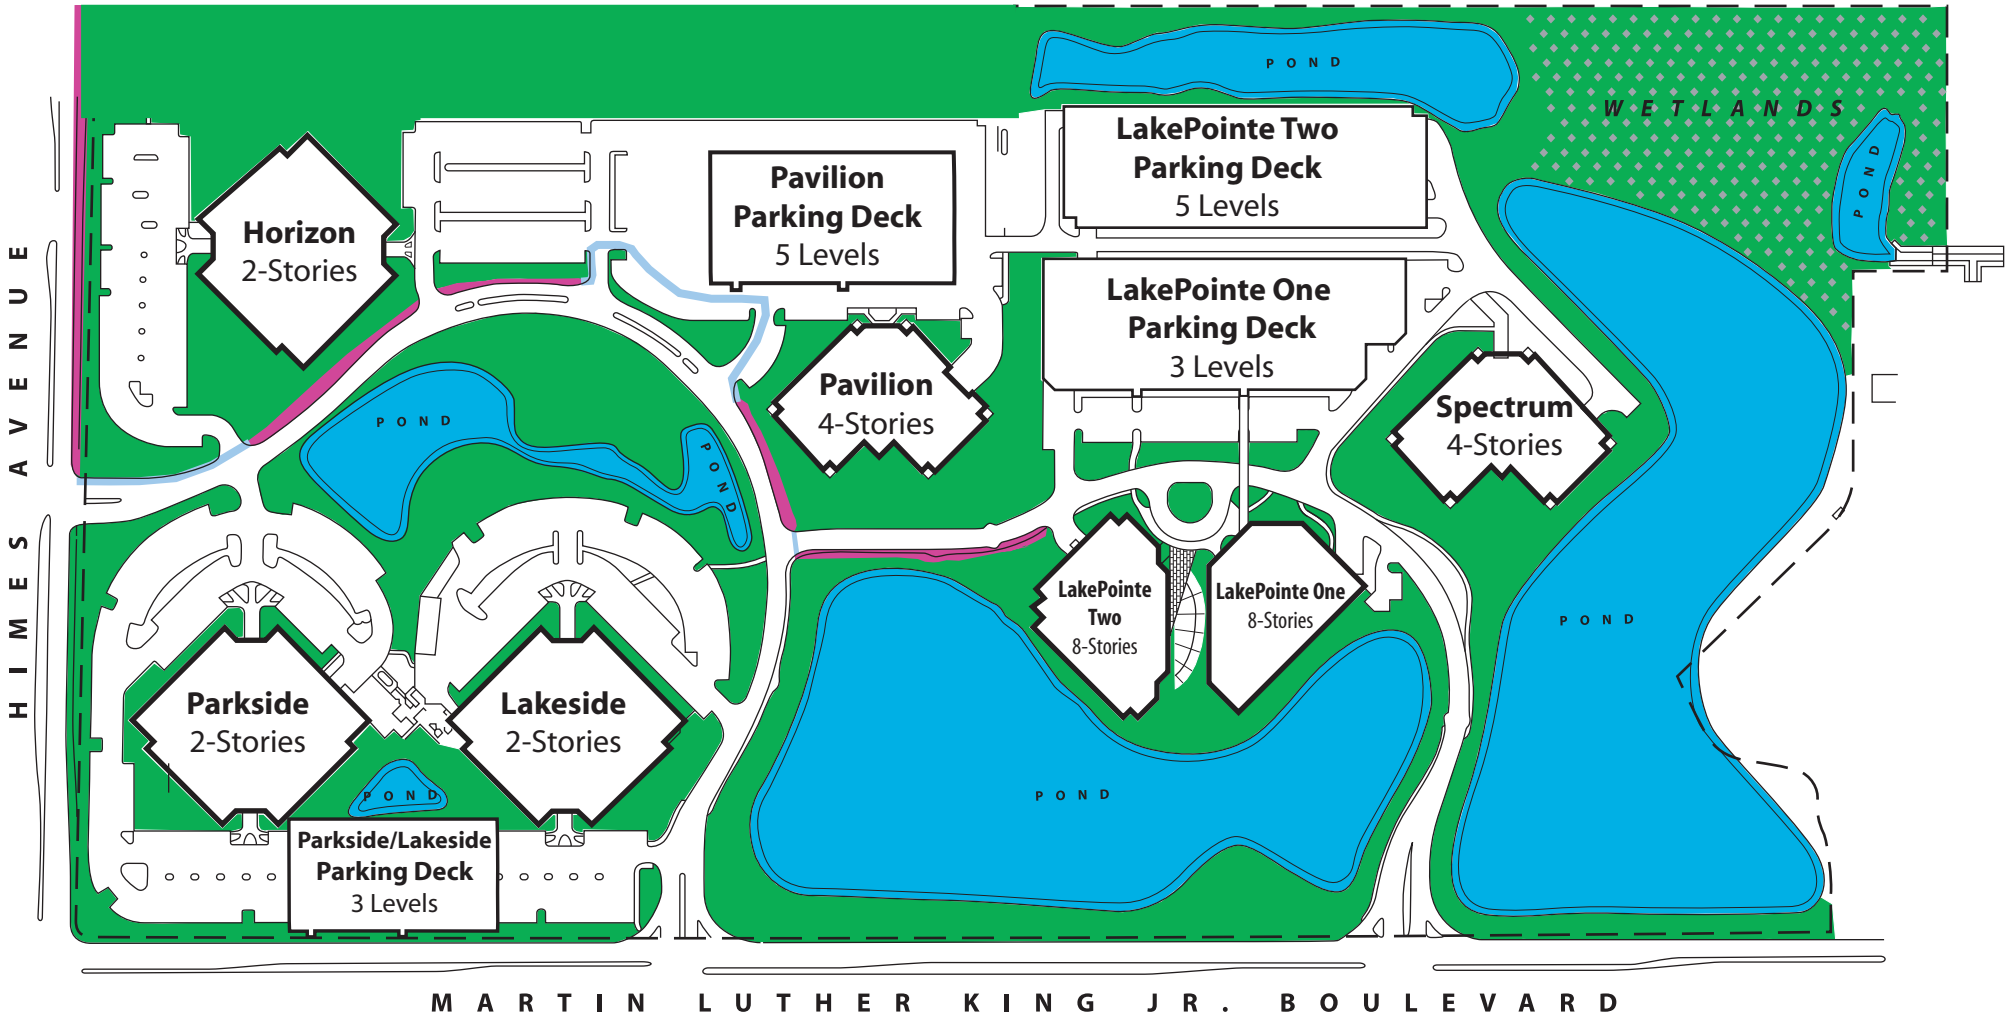 POND
WETLANDS
POND
LakePointe Two
Parking Deck
5 Levels
Pavilion
Parking Deck
5 Levels
Horizon
2-Stories
LakePointe One
Parking Deck
3 Levels
HIMES AVENUE
Pavilion
4-Stories
Spectrum
4-Stories
POND
POND
LakePointe
Two
8-Stories
LakePointe One
8-Stories
POND
Parkside
2-Stories
Lakeside
2-Stories
POND
POND
Parkside/Lakeside
Parking Deck
3 Levels
MARTIN LUTHER KING JR. BOULEVARD